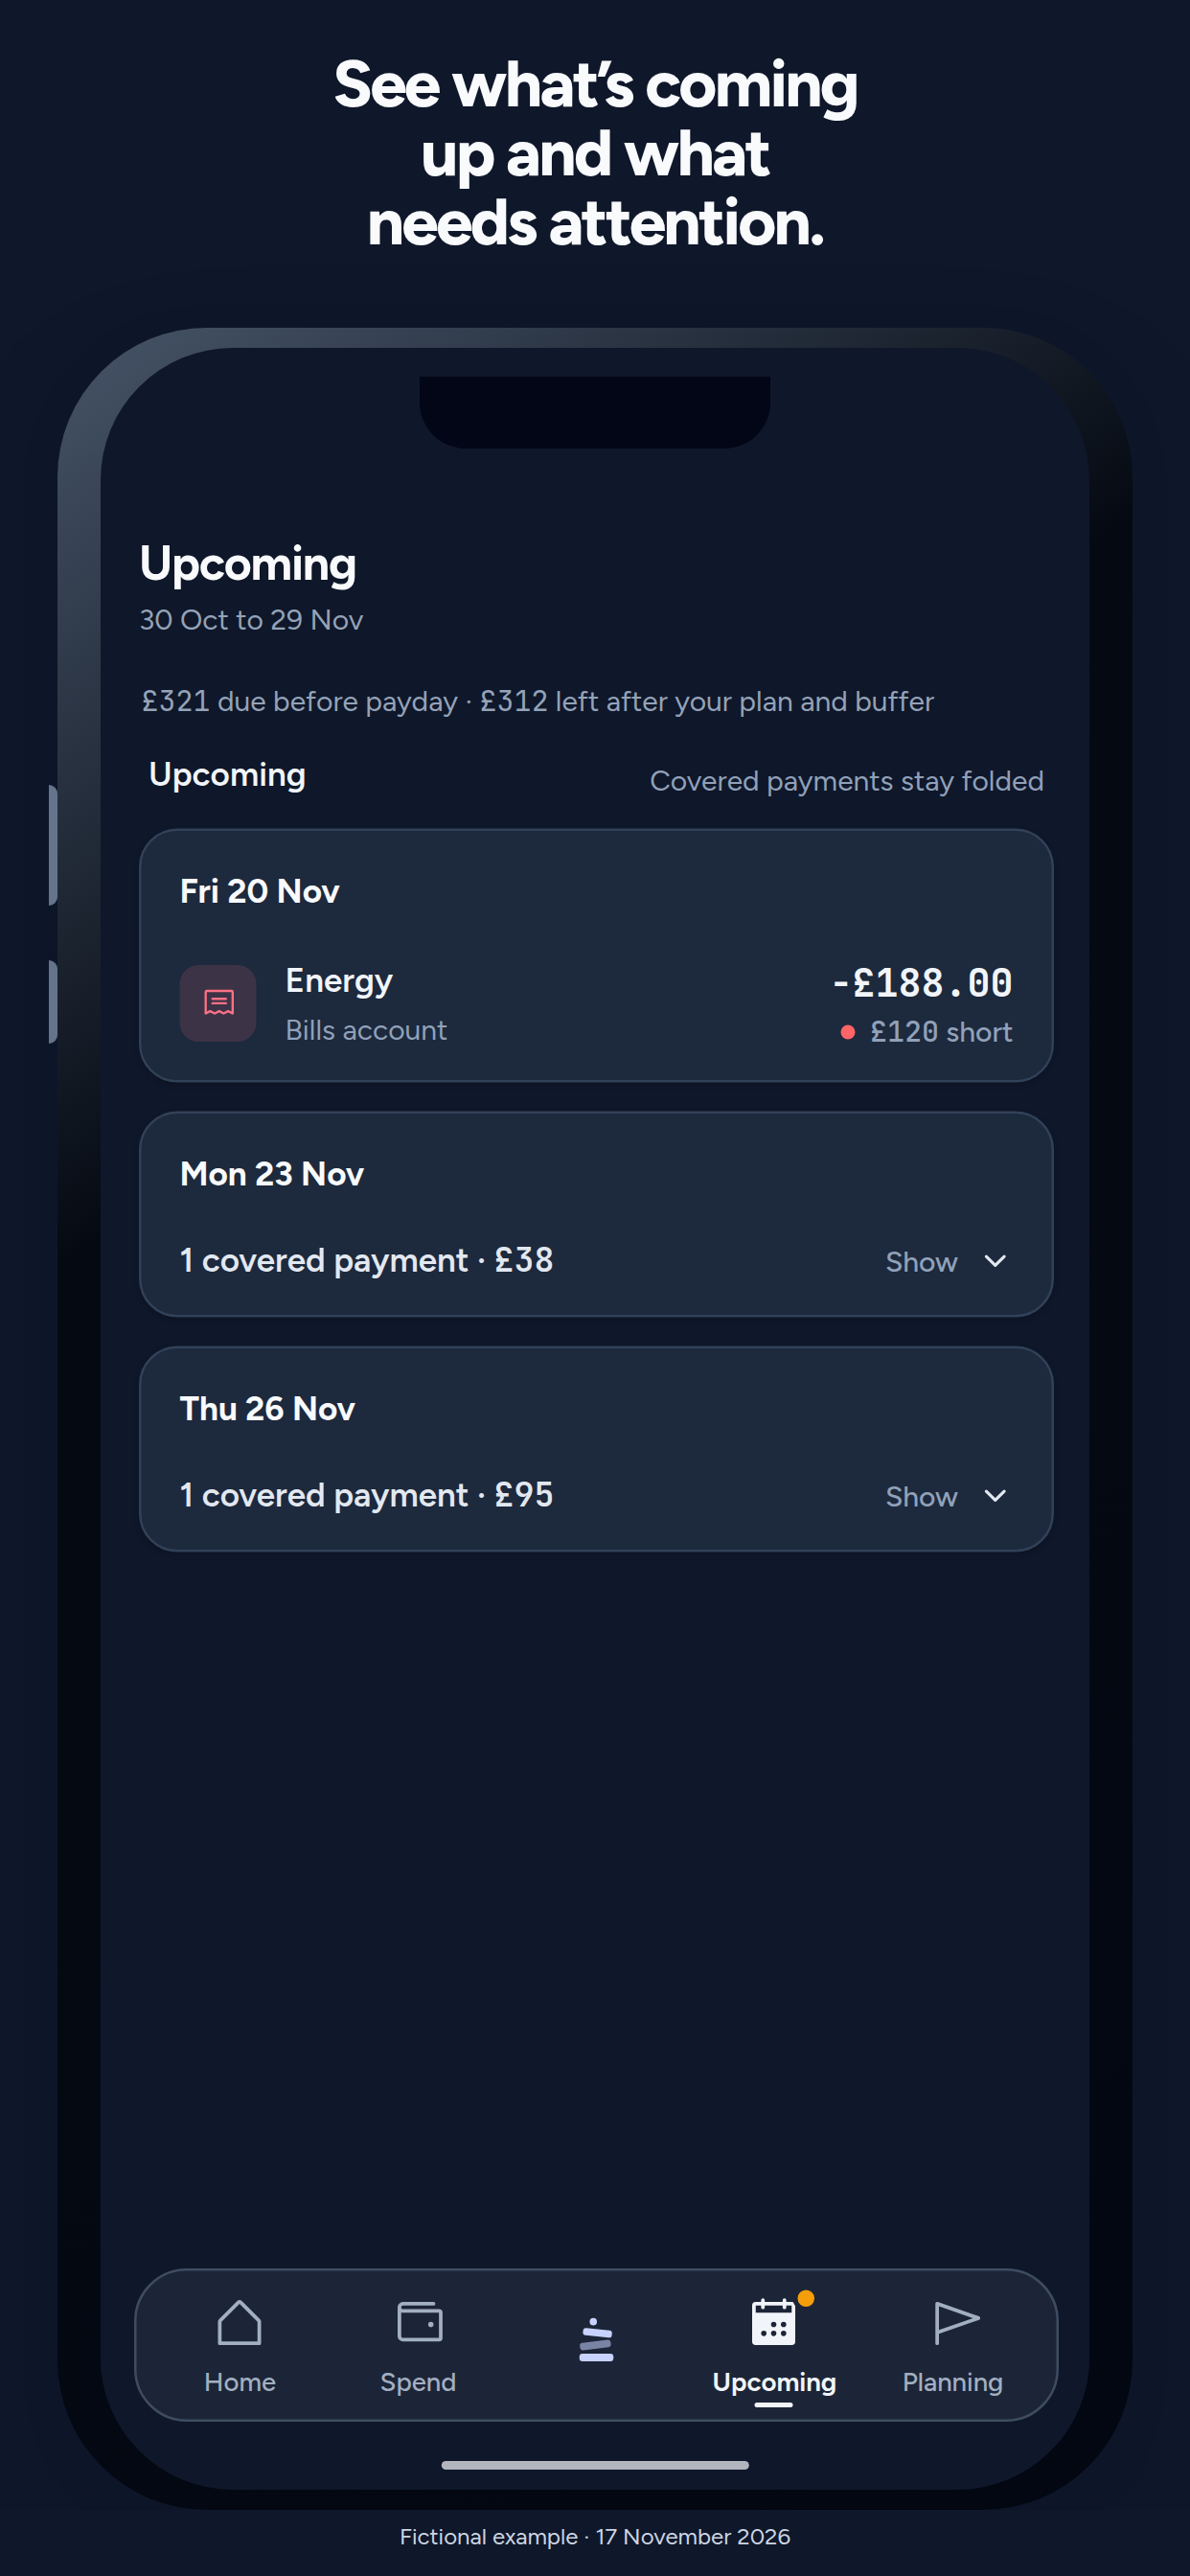 See what’s coming
up and what
needs attention.
Upcoming
30 Oct to 29 Nov
£321 due before payday · £312 left after your plan and buffer
Upcoming
Covered payments stay folded
Fri 20 Nov
Energy
-£188.00
Bills account
£120 short
Mon 23 Nov
1 covered payment · £38
Show
Thu 26 Nov
1 covered payment · £95
Show
Home
Spend
Upcoming
Planning
Fictional example · 17 November 2026